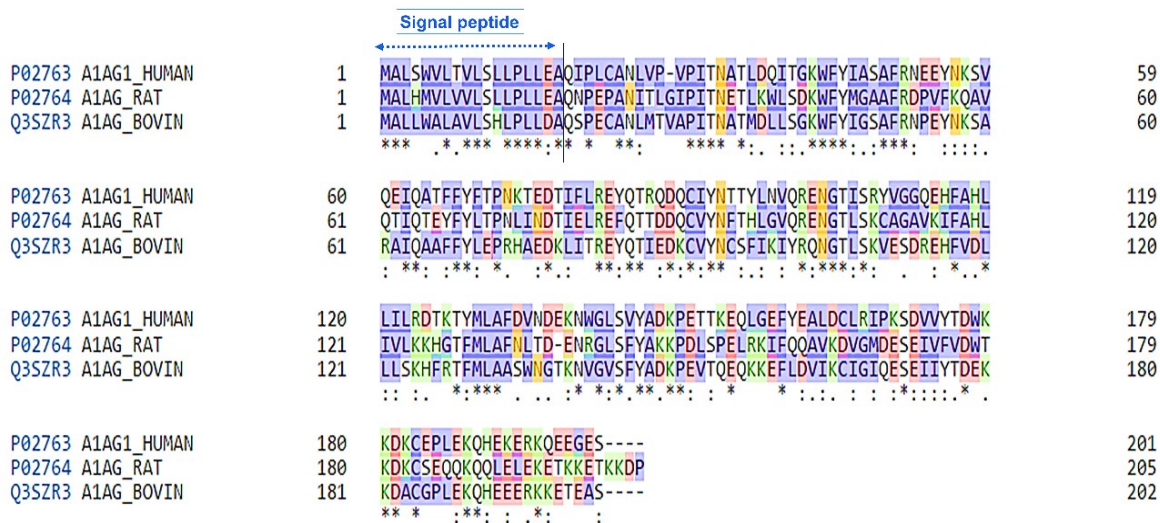 Signal peptide
P02763 A1AG1_HUMAN 1 MALSWVLTVLSLLPLLEAQIPLCANLVP-VPITNATLDQITGKWFYIASAFRNEEYNKSV 59
P02764 A1AG_RAT 1 MALHMVLVVLSLLPLLEAQNPEPANITLGIPITNETLKWLSDKWFYMGAAFRDPVFKQAV 60
Q3SZR3 A1AG_BOVIN 1 MALLWALAVLSHLPLLDAQSPECANLMTVAPITNATMDLLSGKWFYIGSAFRNPEYNKSA 60
*** .*.*** ****:** * **: **** *:. ::.****:.:***: ::::.
P02763 A1AG1_HUMAN 60 QEIQATFFYFTPNKTEDTIFLREYQTRQDQCIYNTTYLNVQRENGTISRYVGGQEHFAHL 119
P02764 A1AG_RAT 61 QTIQTEYFYLTPNLINDTIELREFQTTDDQCVYNFTHLGVQRENGTLSKCAGAVKIFAHL 120
Q3SZR3 A1AG_BOVIN 61 RAIQAAFFYLEPRHAEDKLITREYQTIEDKCVYNCSFIKIYRQNGTLSKVESDREHFVDL 120
: **: :**: *. :*.: **:** :*:*:** :.: : *:***:*: . : *..*
P02763 A1AG1_HUMAN 120 LILRDTKTYMLAFDVNDEKNWGLSVYADKPETTKEQLGEFYEALDCLRIPKSDVVYTDWK 179
P02764 A1AG_RAT 121 IVLKKHGTFMLAFNLTD-ENRGLSFYAKKPDLSPELRKIFQQAVKDVGMDESEIVFVDWT 179
Q3SZR3 A1AG_BOVIN 121 LLSKHFRTFMLAASWNGTKNVGVSFYADKPEVTQEQKKEFLDVIKCIGIQESEIIYTDEK 180
:: :. *:*** . .. :* *:*.**.**: : * * :.:. : : :*::::.* .
P02763 A1AG1_HUMAN 180 KDKCEPLEKQHEKERKQEEGES---- 201
P02764 A1AG_RAT 180 KDKCSEQQKQQLELEKETKKETKKDP 205
Q3SZR3 A1AG_BOVIN 181 KDACGPLEKQHEEERKKETEAS---- 202
** * :**: : .*: :